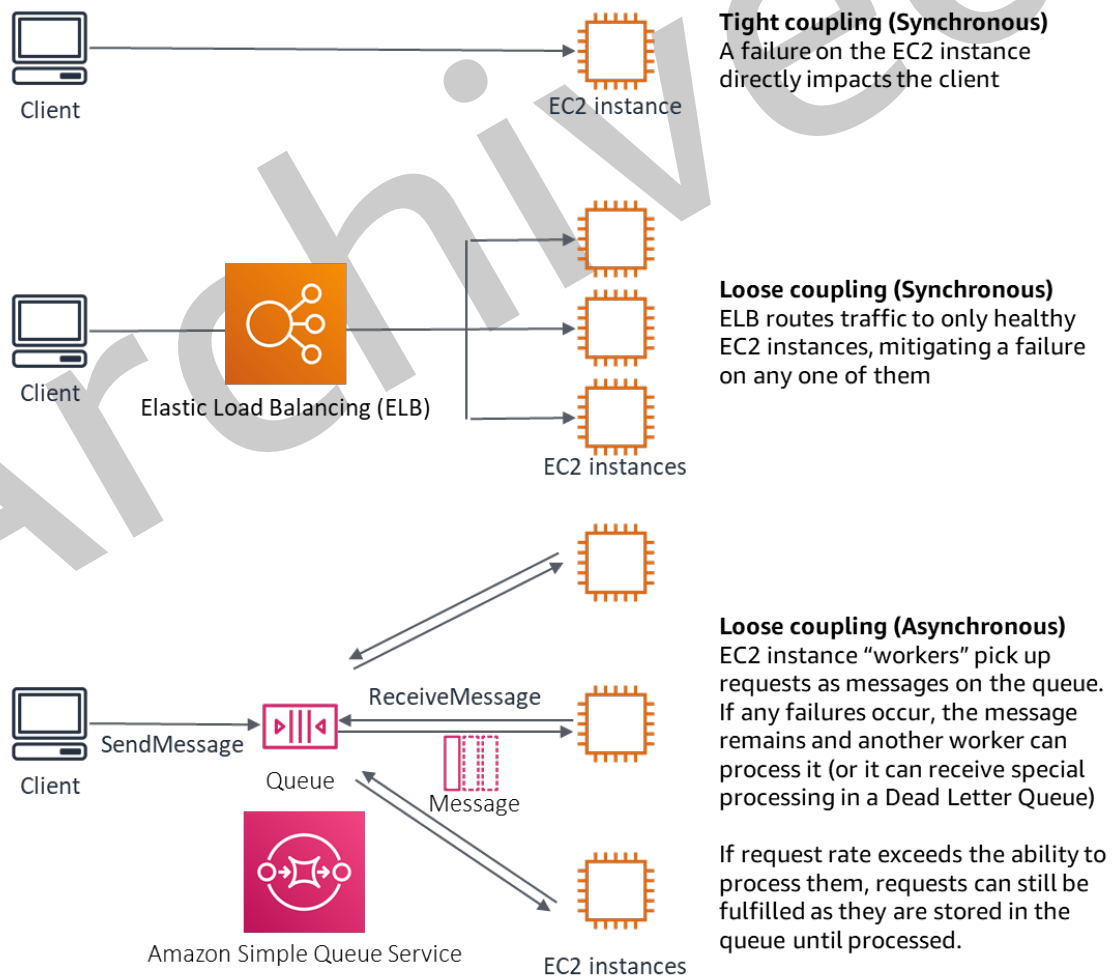 Archived
Tight coupling (Synchronous)
A failure on the EC2 instance
directly impacts the client
Client
EC2 instance
Loose coupling (Synchronous)
ELB routes traffic to only healthy
EC2 instances, mitigating a failure
on any one of them
Client
Elastic Load Balancing (ELB)
EC2 instances
Loose coupling (Asynchronous)
EC2 instance “workers” pick up
requests as messages on the queue.
If any failures occur, the message
remains and another worker can
process it (or it can receive special
processing in a Dead Letter Queue)
If request rate exceeds the ability to
process them, requests can still be
fulfilled as they are stored in the
queue until processed.
ReceiveMessage
SendMessage
Client
Queue
Message
Amazon Simple Queue Service
EC2 instances